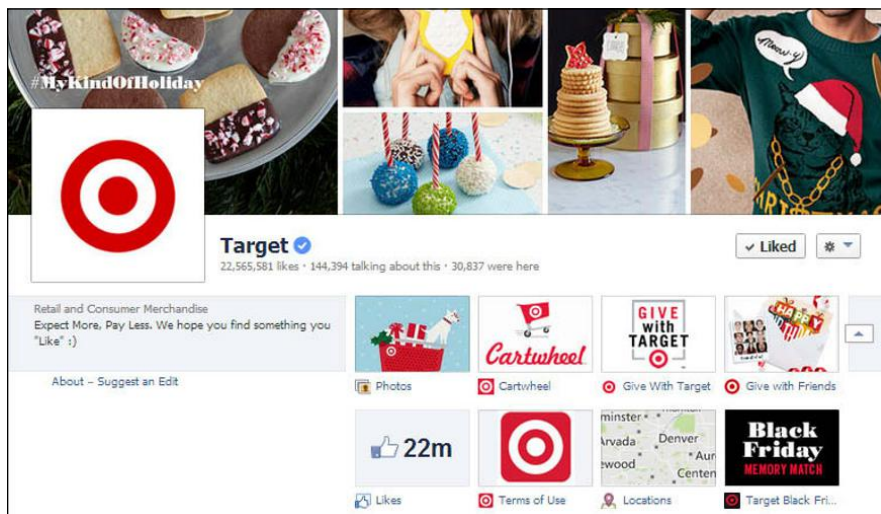 #MyKindOfHoliday
Meow-y
Target
22,565,581 likes · 144,394 talking about this · 30,837 were here
Liked
Retail and Consumer Merchandise
Expect More, Pay Less. We hope you find something you
"Like" :)
About – Suggest an Edit
Cartwheel
GIVE
with
TARGET
HAPPY
Photos
Cartwheel
Give With Target
Give with Friends
22m
minster
Arvada
Denver
Aur
ewood
Centen
Black
Friday
MEMORY MATCH
Likes
Terms of Use
Locations
Target Black Fri...